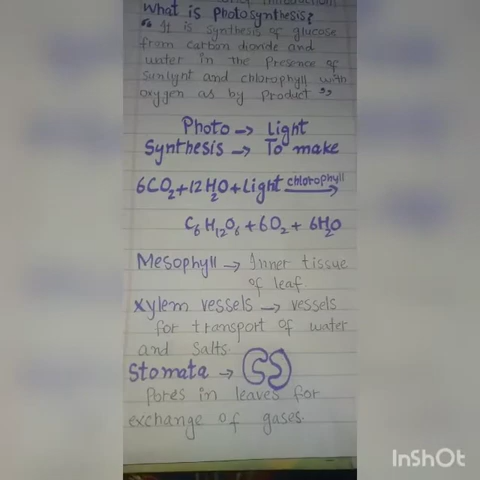 Introduction
What is Photosynthesis?
“ It is synthesis of glucose
from carbon dioxide and
water in the presence of
Sunlight and chlorophyll with
oxygen as by product ”
Photo → Light
Synthesis → To make
6CO₂+12H₂O+Light chlorophyll →
C₆H₁₂O₆ + 6O₂ + 6H₂O
Mesophyll → Inner tissue
of leaf
Xylem vessels → vessels
for transport of water
and salts.
Stomata →
Pores in leaves for
exchange of gases.
InShOt